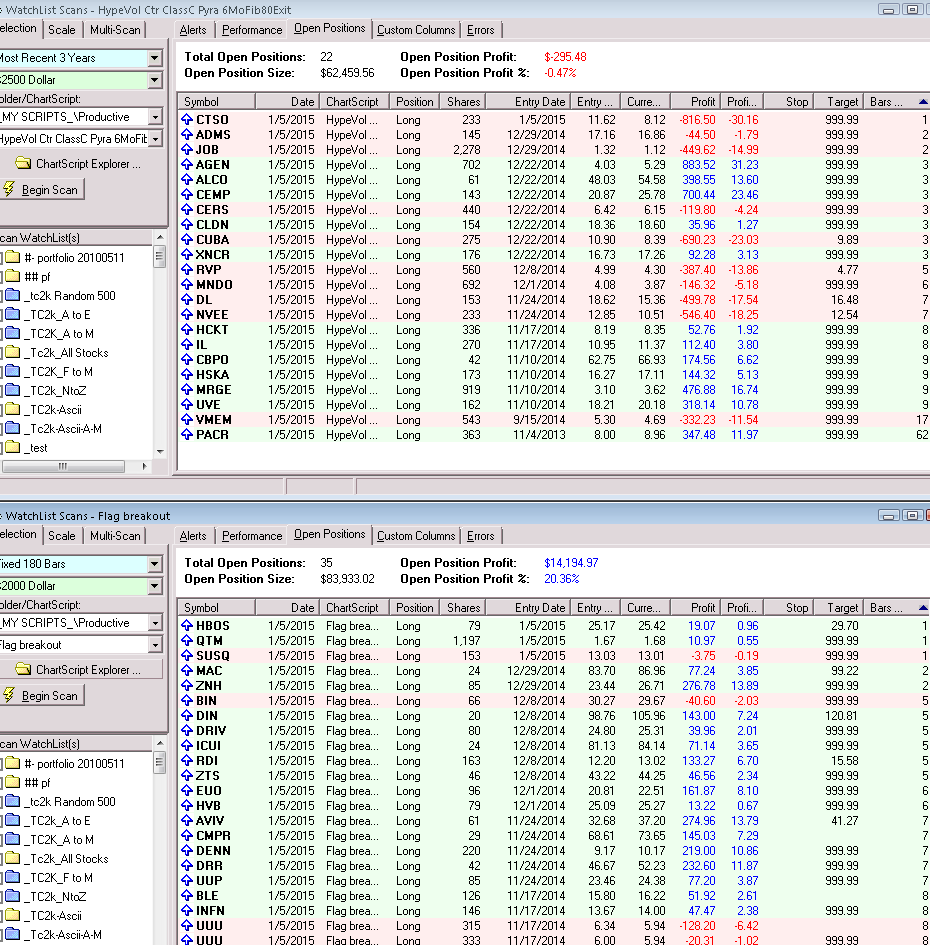 WatchList Scans - HypeVol Ctr ClassC Pyra 6MoFib80Exit
election Scale Multi-Scan
Alerts Performance Open Positions Custom Columns Errors
Most Recent 3 Years
$2500 Dollar
older/ChartScript:
_MY SCRIPTS_\Productive
HypeVol Ctr ClassC Pyra 6MoFit
ChartScript Explorer ...
Begin Scan
can WatchList(s)
#- portfolio 20100511
## pf
_tc2k Random 500
_TC2K_A to E
_TC2K_A to M
_Tc2k_All Stocks
_TC2K_F to M
_TC2k_NtoZ
_TC2k-Ascii
_Tc2k-Ascii-A-M
_test
Total Open Positions: 22 Open Position Profit: $-295.48
Open Position Size: $62,459.56 Open Position Profit %: -0.47%
Symbol Date ChartScript Position Shares Entry Date Entry ... Curre... Profit Profi... Stop Target Bars ...
CTSO 1/5/2015 HypeVol ... Long 233 1/5/2015 11.62 8.12 -816.50 -30.16 999.99 1
ADMS 1/5/2015 HypeVol ... Long 145 12/29/2014 17.16 16.86 -44.50 -1.79 999.99 2
JOB 1/5/2015 HypeVol ... Long 2,278 12/29/2014 1.32 1.12 -449.62 -14.99 999.99 2
AGEN 1/5/2015 HypeVol ... Long 702 12/22/2014 4.03 5.29 883.52 31.23 999.99 3
ALCO 1/5/2015 HypeVol ... Long 61 12/22/2014 48.03 54.58 398.55 13.60 999.99 3
CEMP 1/5/2015 HypeVol ... Long 143 12/22/2014 20.87 25.78 700.44 23.46 999.99 3
CERS 1/5/2015 HypeVol ... Long 440 12/22/2014 6.42 6.15 -119.80 -4.24 999.99 3
CLDN 1/5/2015 HypeVol ... Long 154 12/22/2014 18.36 18.60 35.96 1.27 999.99 3
CUBA 1/5/2015 HypeVol ... Long 275 12/22/2014 10.90 8.39 -690.23 -23.03 9.89 3
XNCR 1/5/2015 HypeVol ... Long 176 12/22/2014 16.73 17.26 92.28 3.13 999.99 3
RVP 1/5/2015 HypeVol ... Long 560 12/8/2014 4.99 4.30 -387.40 -13.86 4.77 5
MNDO 1/5/2015 HypeVol ... Long 692 12/1/2014 4.08 3.87 -146.32 -5.18 999.99 6
DL 1/5/2015 HypeVol ... Long 153 11/24/2014 18.62 15.36 -499.78 -17.54 16.48 7
NVEE 1/5/2015 HypeVol ... Long 233 11/24/2014 12.85 10.51 -546.40 -18.25 12.54 7
HCKT 1/5/2015 HypeVol ... Long 336 11/17/2014 8.19 8.35 52.76 1.92 999.99 8
IL 1/5/2015 HypeVol ... Long 270 11/17/2014 10.95 11.37 112.40 3.80 999.99 8
CBPO 1/5/2015 HypeVol ... Long 42 11/10/2014 62.75 66.93 174.56 6.62 999.99 9
HSKA 1/5/2015 HypeVol ... Long 173 11/10/2014 16.27 17.11 144.32 5.13 999.99 9
MRGE 1/5/2015 HypeVol ... Long 919 11/10/2014 3.10 3.62 476.88 16.74 999.99 9
UVE 1/5/2015 HypeVol ... Long 162 11/10/2014 18.21 20.18 318.14 10.78 999.99 9
VMEM 1/5/2015 HypeVol ... Long 543 9/15/2014 5.30 4.69 -332.23 -11.54 999.99 17
PACR 1/5/2015 HypeVol ... Long 363 11/4/2013 8.00 8.96 347.48 11.97 999.99 62
WatchList Scans - Flag breakout
election Scale Multi-Scan
Alerts Performance Open Positions Custom Columns Errors
Fixed 180 Bars
$2000 Dollar
older/ChartScript:
_MY SCRIPTS_\Productive
Flag breakout
ChartScript Explorer ...
Begin Scan
can WatchList(s)
#- portfolio 20100511
## pf
_tc2k Random 500
_TC2K_A to E
_TC2K_A to M
_Tc2k_All Stocks
_TC2K_F to M
_TC2k_NtoZ
_TC2k-Ascii
_Tc2k-Ascii-A-M
Total Open Positions: 35 Open Position Profit: $14,194.97
Open Position Size: $83,933.02 Open Position Profit %: 20.36%
Symbol Date ChartScript Position Shares Entry Date Entry ... Curre... Profit Profi... Stop Target Bars ...
HBOS 1/5/2015 Flag brea... Long 79 1/5/2015 25.17 25.42 19.07 0.96 29.70 1
QTM 1/5/2015 Flag brea... Long 1,197 1/5/2015 1.67 1.68 10.97 0.55 999.99 1
SUSQ 1/5/2015 Flag brea... Long 153 1/5/2015 13.03 13.01 -3.75 -0.19 999.99 1
MAC 1/5/2015 Flag brea... Long 24 12/29/2014 83.70 86.96 77.24 3.85 99.22 2
ZNH 1/5/2015 Flag brea... Long 85 12/29/2014 23.44 26.71 276.78 13.89 999.99 2
BIN 1/5/2015 Flag brea... Long 66 12/8/2014 30.27 29.67 -40.60 -2.03 999.99 5
DIN 1/5/2015 Flag brea... Long 20 12/8/2014 98.76 105.96 143.00 7.24 120.81 5
DRIV 1/5/2015 Flag brea... Long 80 12/8/2014 24.80 25.31 39.96 2.01 999.99 5
ICUI 1/5/2015 Flag brea... Long 24 12/8/2014 81.13 84.14 71.14 3.65 999.99 5
RDI 1/5/2015 Flag brea... Long 163 12/8/2014 12.20 13.02 133.27 6.70 15.58 5
ZTS 1/5/2015 Flag brea... Long 46 12/8/2014 43.22 44.25 46.56 2.34 999.99 5
EUO 1/5/2015 Flag brea... Long 96 12/1/2014 20.81 22.51 161.87 8.10 999.99 6
HVB 1/5/2015 Flag brea... Long 79 12/1/2014 25.09 25.27 13.22 0.67 999.99 6
AVIV 1/5/2015 Flag brea... Long 61 11/24/2014 32.68 37.20 274.96 13.79 41.27 7
CMPR 1/5/2015 Flag brea... Long 29 11/24/2014 68.61 73.65 145.03 7.29 7
DENN 1/5/2015 Flag brea... Long 220 11/24/2014 9.17 10.17 219.00 10.86 999.99 7
DRR 1/5/2015 Flag brea... Long 42 11/24/2014 46.67 52.23 232.60 11.87 999.99 7
UUP 1/5/2015 Flag brea... Long 85 11/24/2014 23.46 24.38 77.20 3.87 999.99 7
BLE 1/5/2015 Flag brea... Long 126 11/17/2014 15.80 16.22 51.92 2.61 8
INFN 1/5/2015 Flag brea... Long 146 11/17/2014 13.67 14.00 47.47 2.38 999.99 8
UUU 1/5/2015 Flag brea... Long 315 11/17/2014 6.34 5.94 -128.20 -6.42 8
UUU 1/5/2015 Flag brea... Long 333 11/17/2014 6.00 5.94 -20.31 -1.02 999.99 8